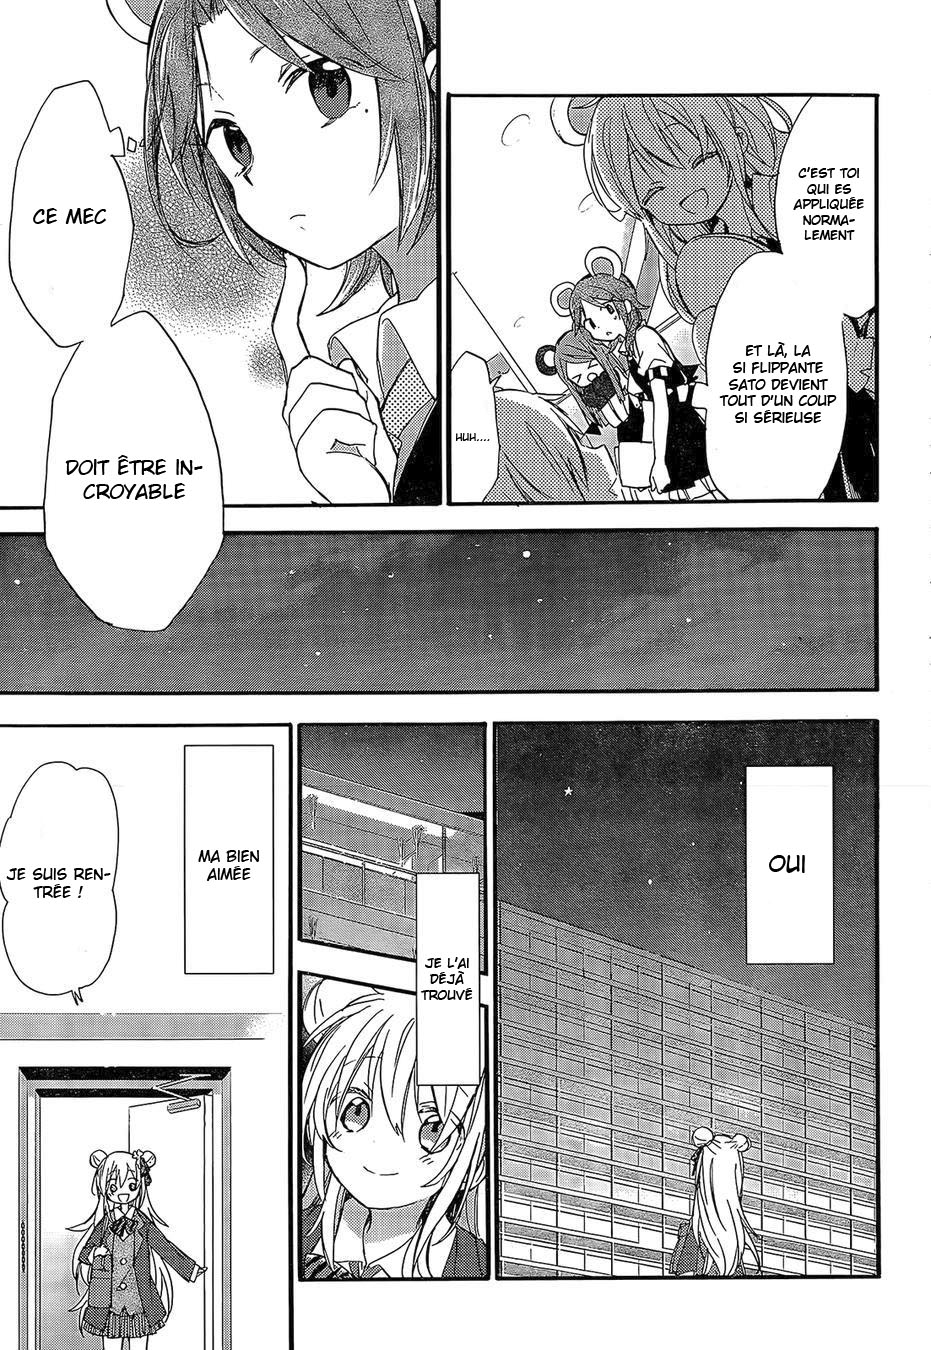 C'EST TOI
QUI ES
APPLIQUÉE
NORMA-
LEMENT
ET LÀ, LA
SI FLIPPANTE
SATO DEVIENT
TOUT D'UN COUP
SI SÉRIEUSE
HUH....
CE MEC
DOIT ÊTRE IN-
CROYABLE
OUI
JE L'AI
DÉJÀ
TROUVÉ
MA BIEN
AIMÉE
JE SUIS REN-
TRÉE !